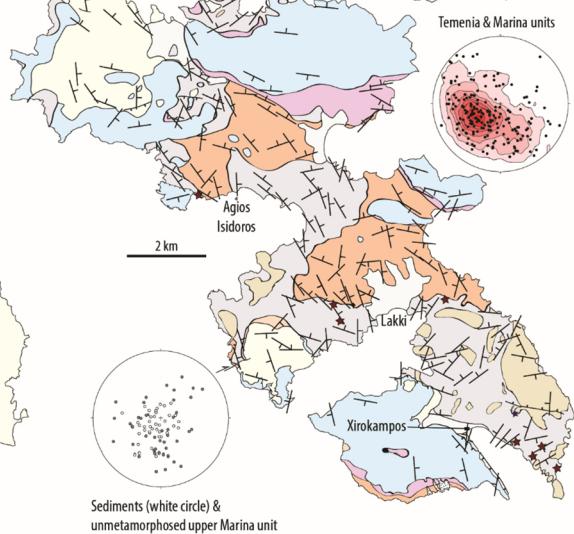 Temenia & Marina units
Agios
Isidoros
2 km
Lakki
Xirokampos
Sediments (white circle) &
unmetamorphosed upper Marina unit